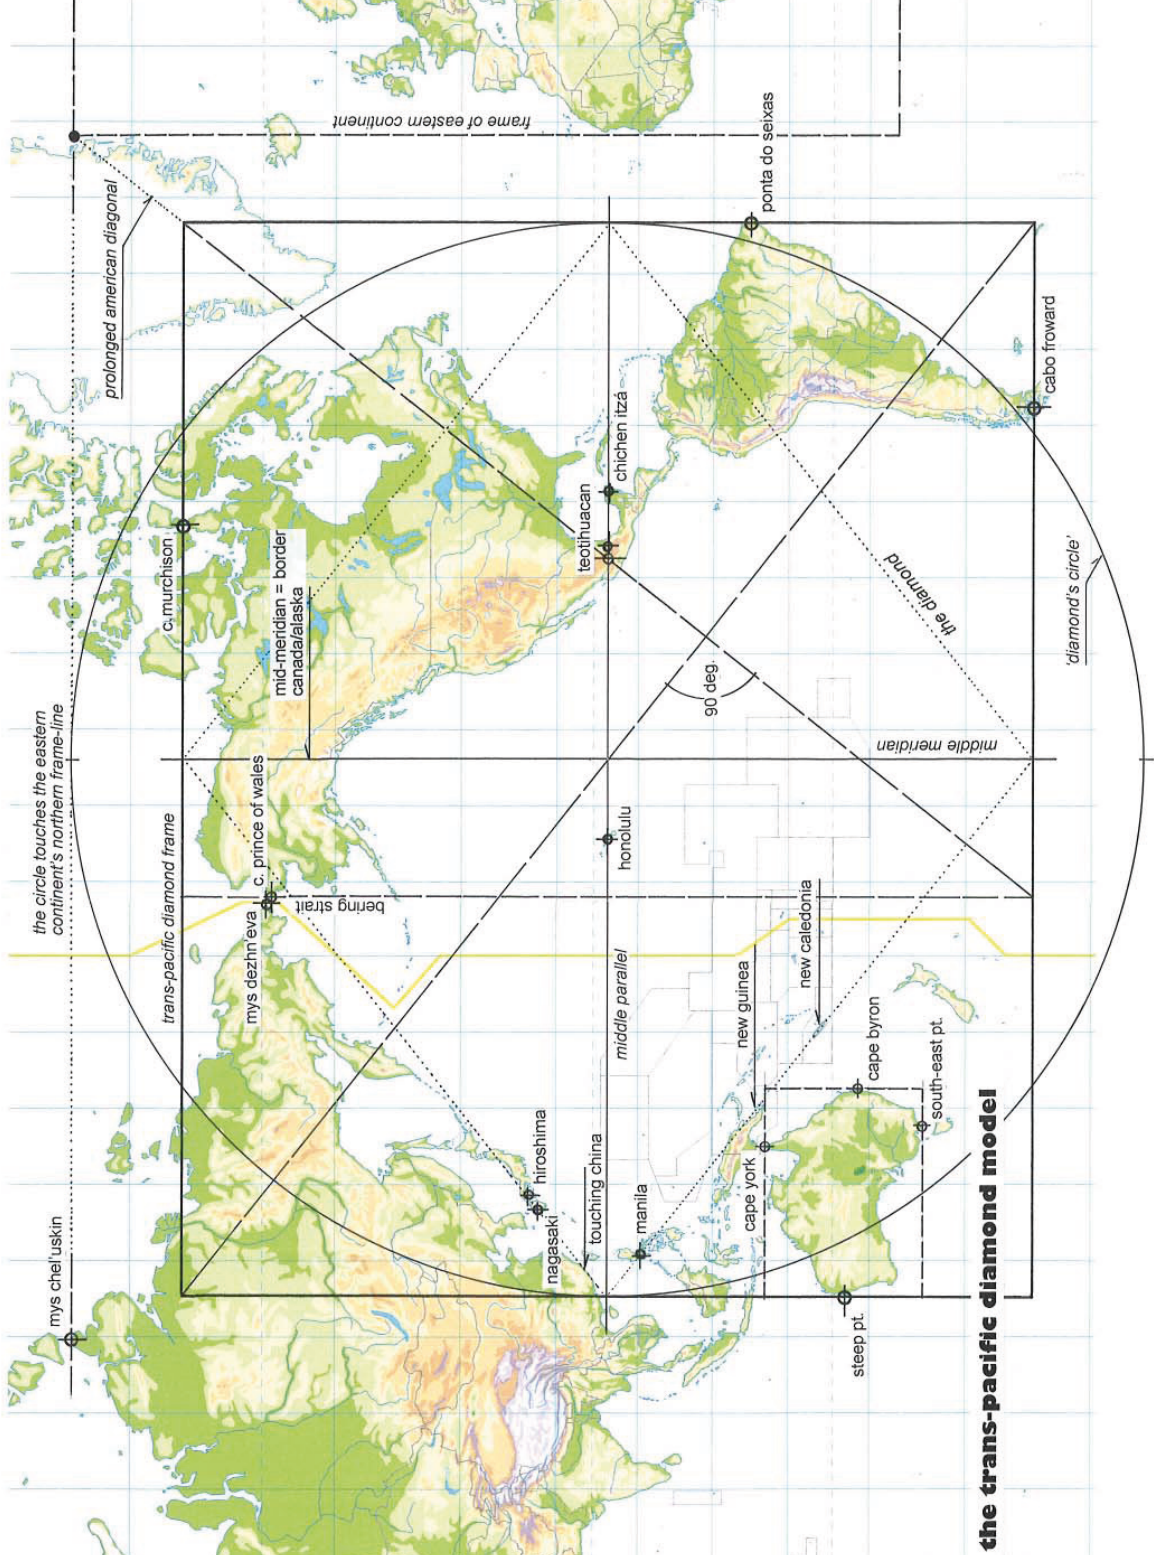 the circle touches the eastern
continent's northern frame-line
mys chel'uskin
prolonged american diagonal
frame of eastern continent
trans-pacific diamond frame
c. murchison
mid-meridian = border
canada/alaska
c. prince of wales
mys dezhn'eva
bering strait
ponta do seixas
teotihuacan
chichen itzá
cabo froward
the diamond
'diamond's circle'
90 deg.
middle meridian
honolulu
middle parallel
hiroshima
nagasaki
touching china
manila
new guinea
new caledonia
cape york
cape byron
south-east pt.
steep pt.
the trans-pacific diamond model